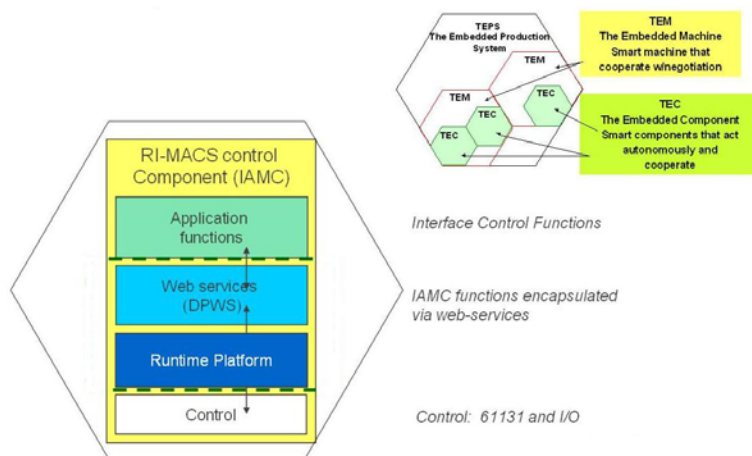 TEPS
The Embedded Production
System
TEM
TEM
TEC
TEC
TEC
TEM
The Embedded Machine
Smart machine that
cooperate w/negotiation
TEC
The Embedded Component
Smart components that act
autonomously and
cooperate
RI-MACS control
Component (IAMC)
Application
functions
Interface Control Functions
Web services
(DPWS)
IAMC functions encapsulated
via web-services
Runtime Platform
Control
Control: 61131 and I/O